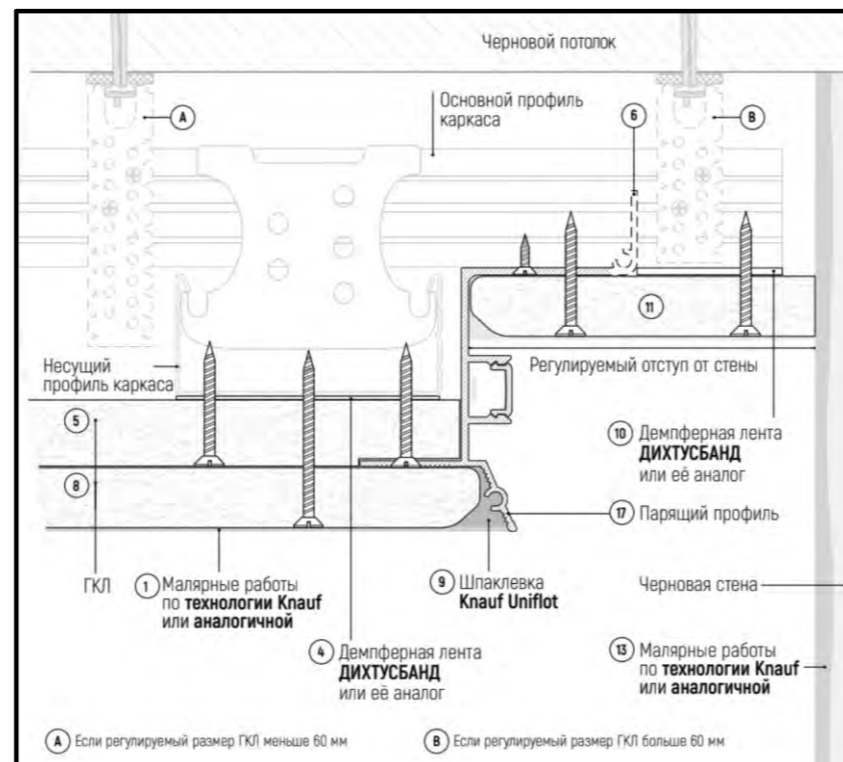 Черновой потолок
Основной профиль
каркаса
A
6
B
11
Несущий
профиль каркаса
Регулируемый отступ от стены
5
10 Демпферная лента
ДИХТУСБАНД
или её аналог
8
17 Парящий профиль
ГКЛ
1 Малярные работы
по технологии Knauf
или аналогичной
9 Шпаклевка
Knauf Uniflot
Черновая стена
4 Демпферная лента
ДИХТУСБАНД
или её аналог
13 Малярные работы
по технологии Knauf
или аналогичной
A Если регулируемый размер ГКЛ меньше 60 мм
B Если регулируемый размер ГКЛ больше 60 мм